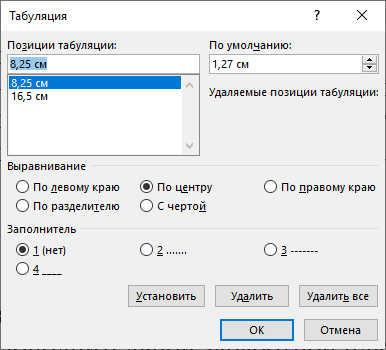 Табуляция
Позиции табуляции: По умолчанию:
8,25 см 1,27 см
8,25 см Удаляемые позиции табуляции:
16,5 см
Выравнивание
По левому краю По центру По правому краю
По разделителю С чертой
Заполнитель
1 (нет) 2 ....... 3 -------
4 ____
Установить Удалить Удалить все
ОК Отмена